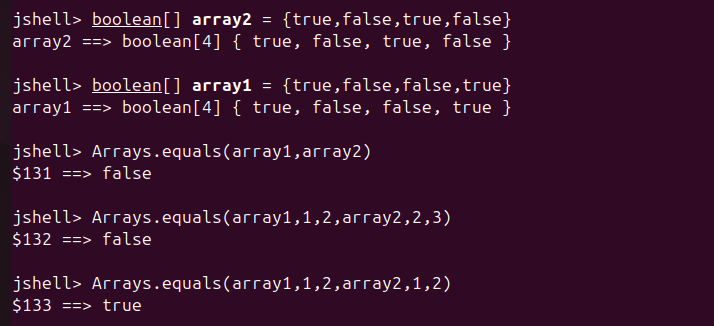 jshell> boolean[] array2 = {true,false,true,false}
array2 ==> boolean[4] { true, false, true, false }
jshell> boolean[] array1 = {true,false,false,true}
array1 ==> boolean[4] { true, false, false, true }
jshell> Arrays.equals(array1,array2)
$131 ==> false
jshell> Arrays.equals(array1,1,2,array2,2,3)
$132 ==> false
jshell> Arrays.equals(array1,1,2,array2,1,2)
$133 ==> true